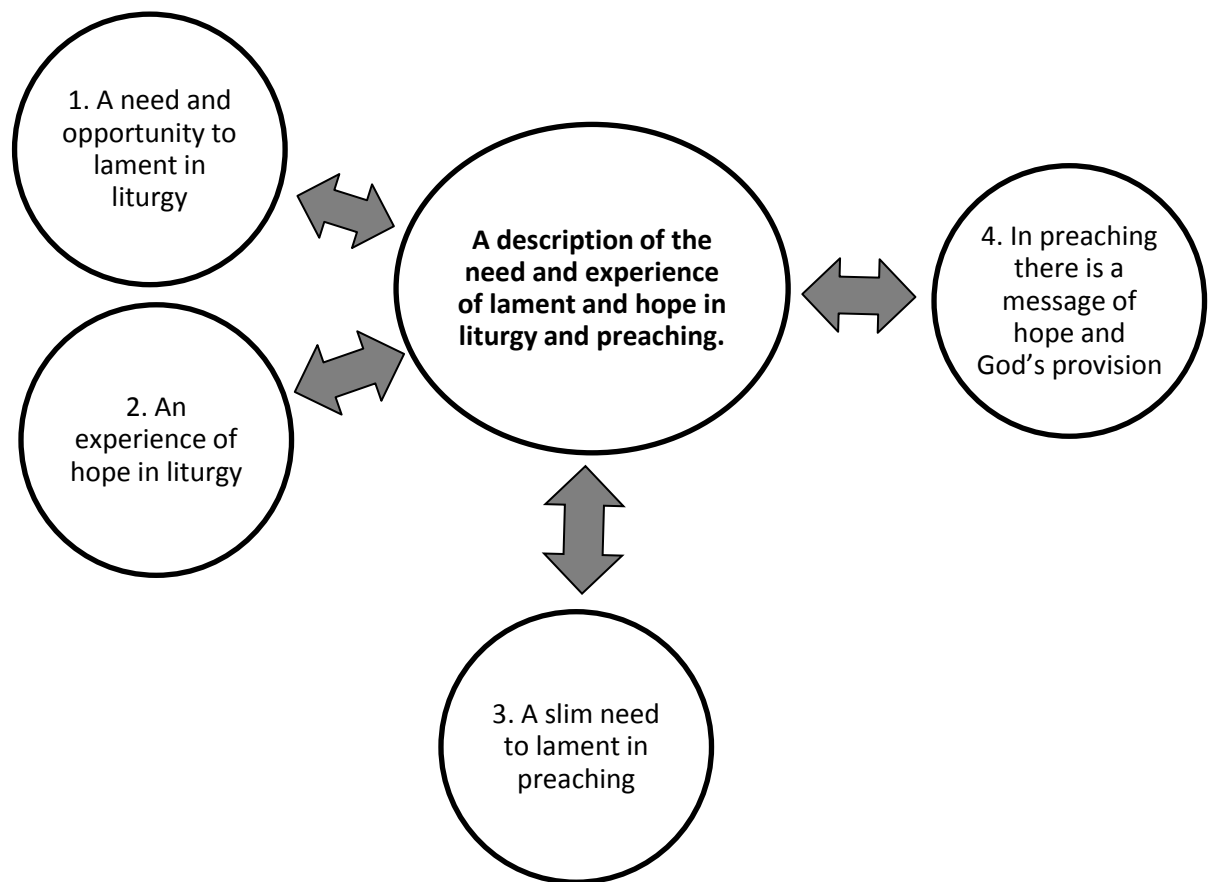 1. A need and
opportunity to
lament in
liturgy
A description of the
need and experience
of lament and hope in
liturgy and preaching.
4. In preaching
there is a
message of
hope and
God’s provision
2. An
experience of
hope in liturgy
3. A slim need
to lament in
preaching